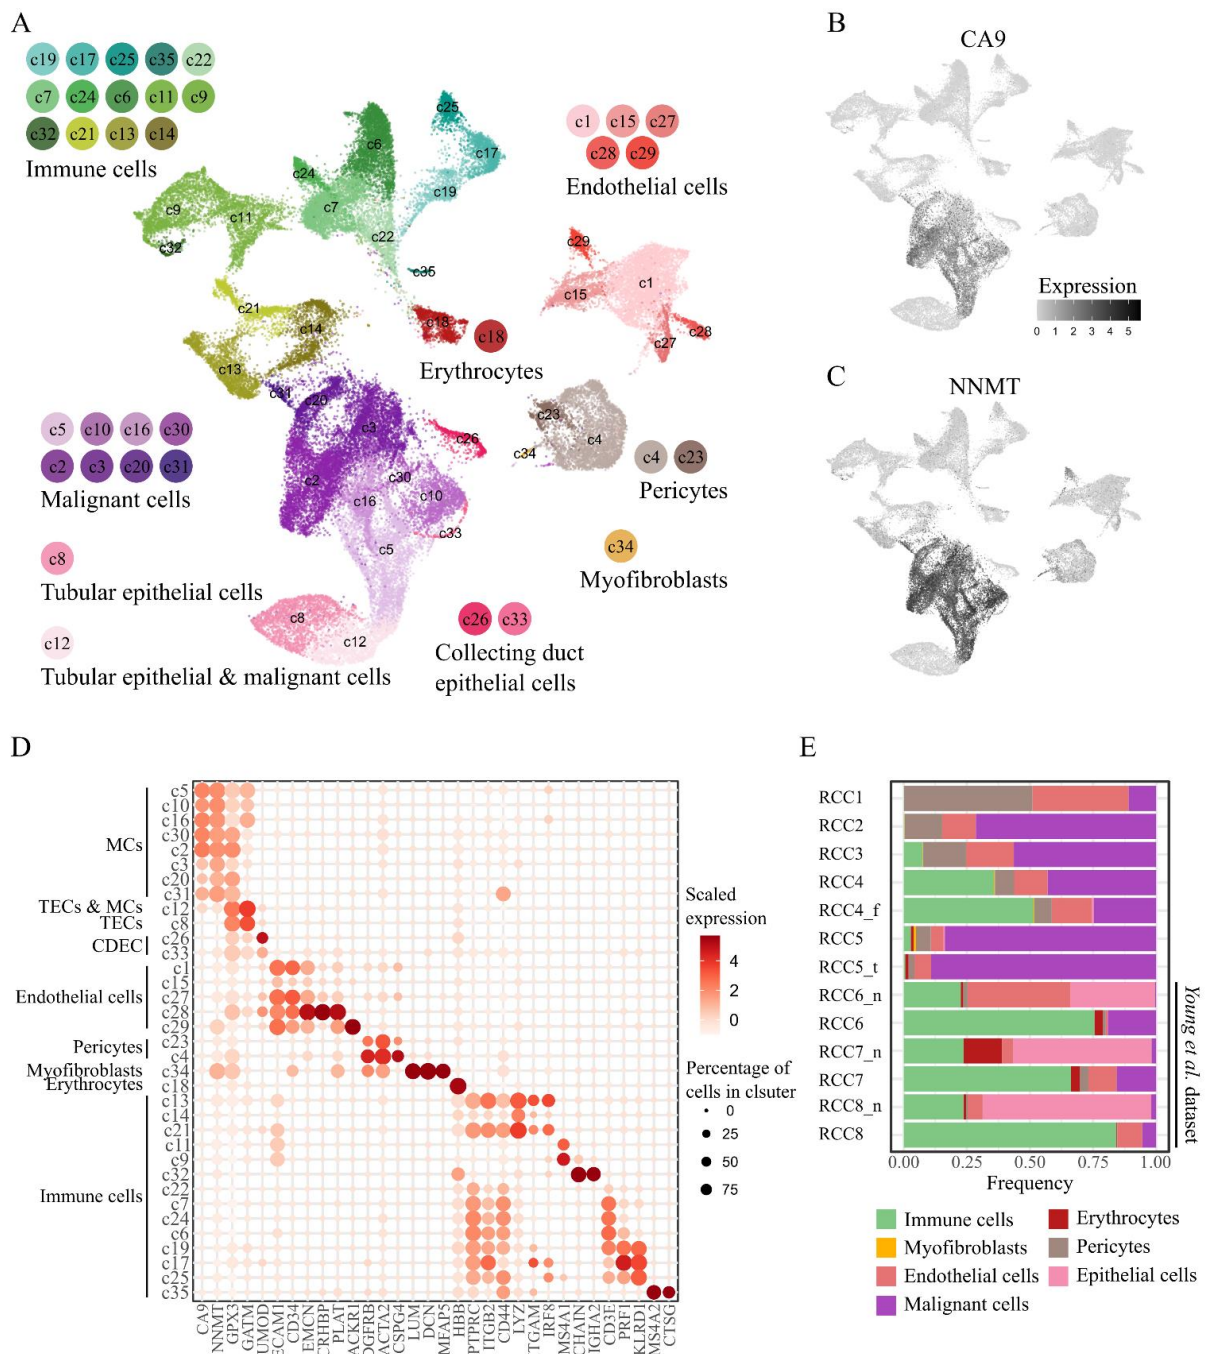 A
c19 c17 c25 c35 c22
c7 c24 c6 c11 c9
c32 c21 c13 c14
Immune cells
c1 c15 c27
c28 c29
Endothelial cells
c25
c6
c17
c24
c19
c9
c7
c11
c22
c32
c35
c29
c1
c15
c21
c18
c18
c14
c28
c27
c13
Erythrocytes
c31
c20
c3
c23
c4
c26
c34
c5 c10 c16 c30
c2 c3 c20 c31
Malignant cells
c4 c23
Pericytes
c2
c30
c16
c10
c33
c5
c34
Myofibroblasts
c8
Tubular epithelial cells
c8
c12
c12
Tubular epithelial & malignant cells
c26 c33
Collecting duct
epithelial cells
B
CA9
Expression
0 1 2 3 4 5
C
NNMT
D
MCs
TECs & MCs
TECs
CDEC
Endothelial cells
Pericytes
Myofibroblasts
Erythrocytes
Immune cells
c5
c10
c16
c30
c2
c3
c20
c31
c12
c8
c26
c33
c1
c15
c27
c28
c29
c23
c4
c34
c18
c13
c14
c21
c11
c9
c32
c22
c7
c24
c6
c19
c17
c25
c35
CA9
NNMT
GPX3
GATM
UMOD
ECAM1
CD34
EMCN
CRHBP
PLAT
ACKR1
DGFRB
ACTA2
CSPG4
LUM
DCN
MFAP5
HBB
PTPRC
ITGB2
CD44
LYZ
TGAM
IRF8
MS4A1
CHAIN
IGHA2
CD3E
PRF1
KLRD1
MS4A2
CTSG
Scaled
expression
4
2
0
Percentage of
cells in clsuter
0
25
50
75
E
RCC1
RCC2
RCC3
RCC4
RCC4_f
RCC5
RCC5_t
RCC6_n
RCC6
RCC7_n
RCC7
RCC8_n
RCC8
Young et al. dataset
0.00 0.25 0.50 0.75 1.00
Frequency
Immune cells
Myofibroblasts
Endothelial cells
Malignant cells
Erythrocytes
Pericytes
Epithelial cells